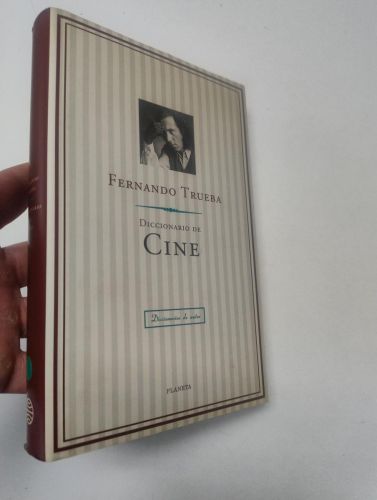 FERNANDO TRUEBA
DICCIONARIO DE
CINE
Diccionarios de autor
PLANETA